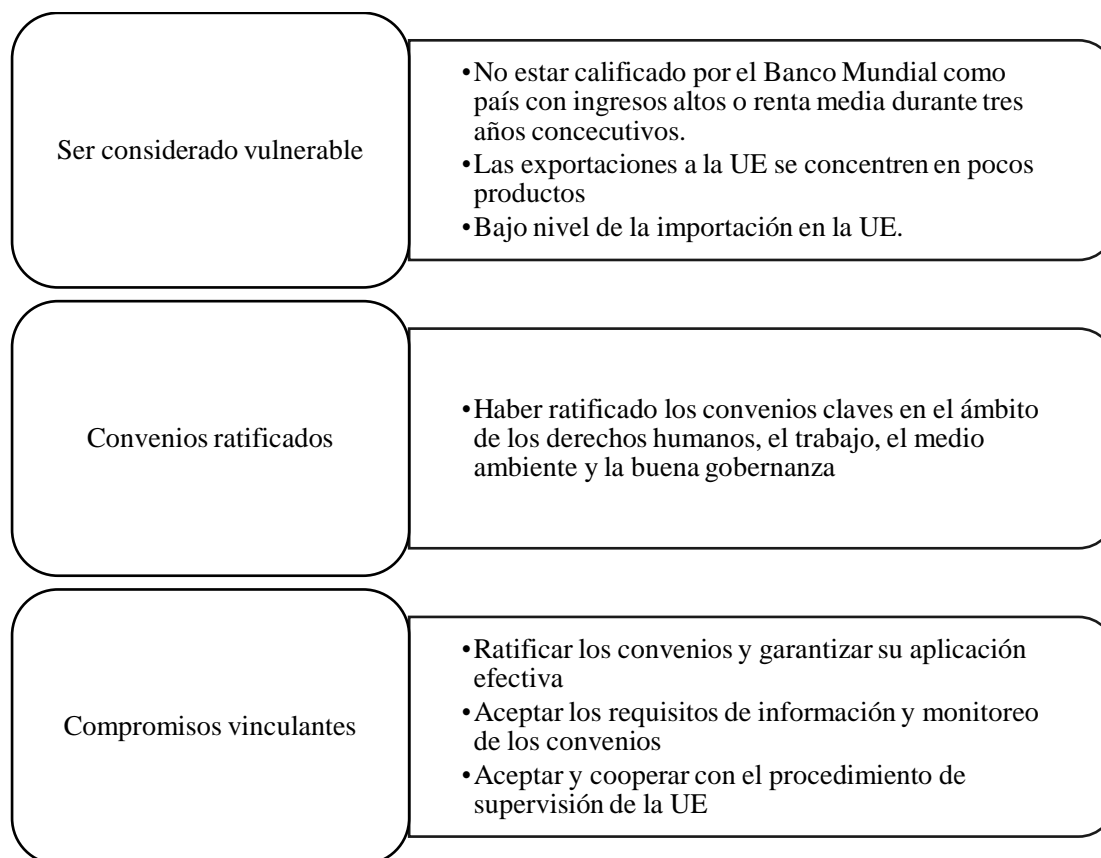 Ser considerado vulnerable
•No estar calificado por el Banco Mundial como
país con ingresos altos o renta media durante tres
años concecutivos.
•Las exportaciones a la UE se concentren en pocos
productos
•Bajo nivel de la importación en la UE.
Convenios ratificados
•Haber ratificado los convenios claves en el ámbito
de los derechos humanos, el trabajo, el medio
ambiente y la buena gobernanza
Compromisos vinculantes
•Ratificar los convenios y garantizar su aplicación
efectiva
•Aceptar los requisitos de información y monitoreo
de los convenios
•Aceptar y cooperar con el procedimiento de
supervisión de la UE